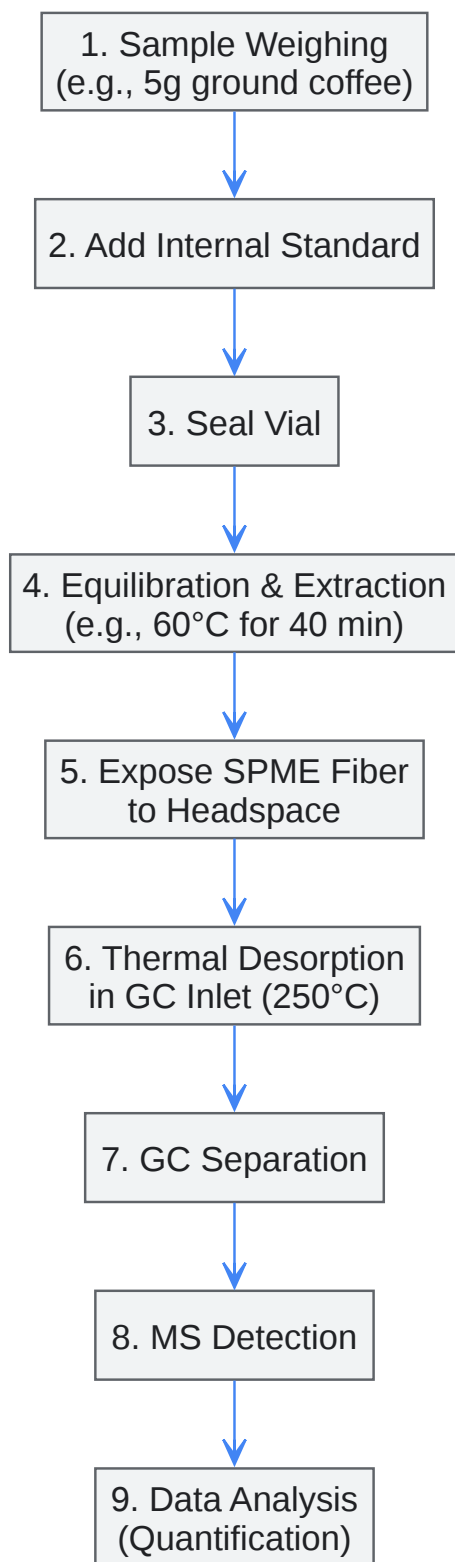 1. Sample Weighing
(e.g., 5g ground coffee)
2. Add Internal Standard
3. Seal Vial
4. Equilibration & Extraction
(e.g., 60°C for 40 min)
5. Expose SPME Fiber
to Headspace
6. Thermal Desorption
in GC Inlet (250°C)
7. GC Separation
8. MS Detection
9. Data Analysis
(Quantification)